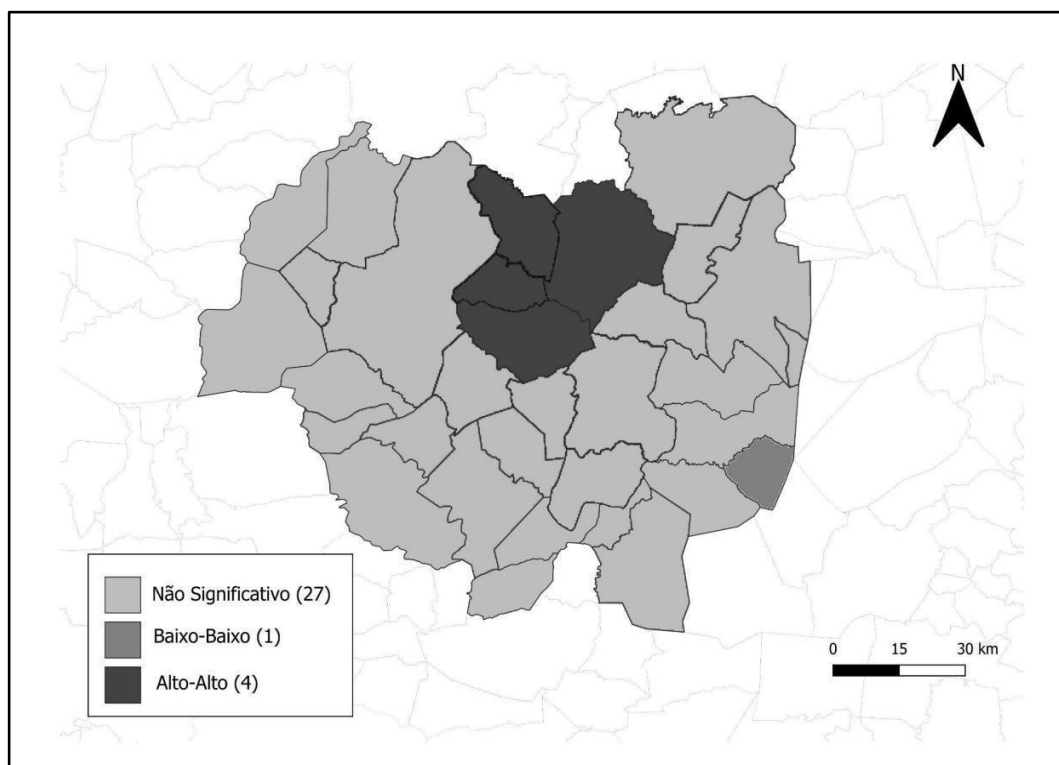 N
Não Significativo (27)
Baixo-Baixo (1)
Alto-Alto (4)
0 15 30 km